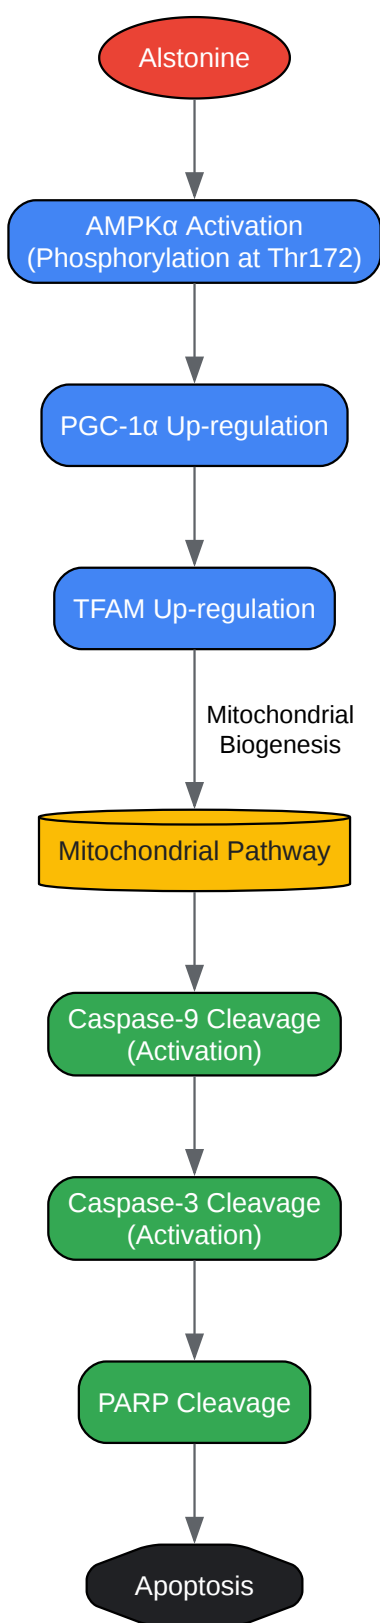 Alstonine
AMPKα Activation
(Phosphorylation at Thr172)
PGC-1α Up-regulation
TFAM Up-regulation
Mitochondrial
Biogenesis
Mitochondrial Pathway
Caspase-9 Cleavage
(Activation)
Caspase-3 Cleavage
(Activation)
PARP Cleavage
Apoptosis